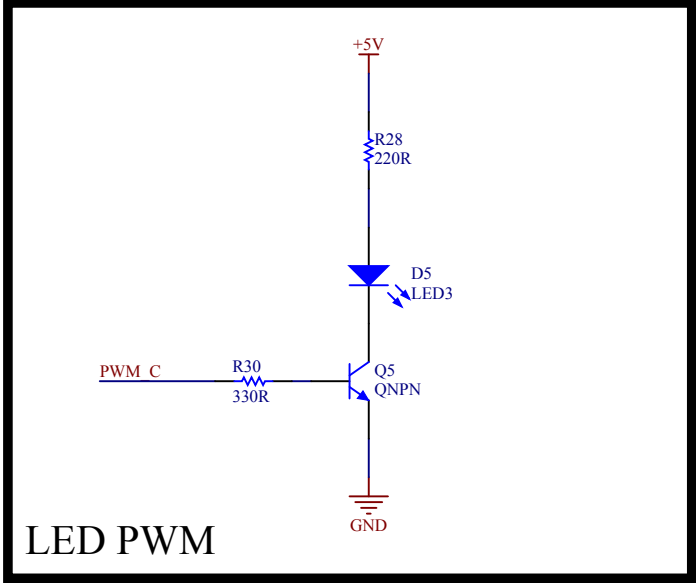 +5V
R28
220R
D5
LED3
PWM_C
R30
330R
Q5
QNPN
GND
LED PWM